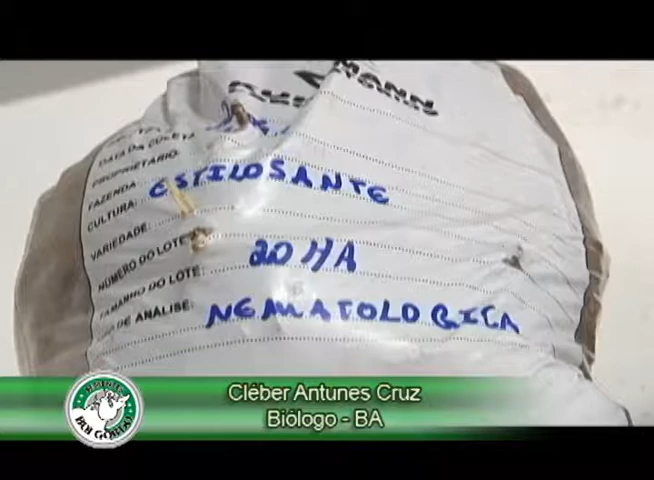 MANN
DATA DA COLETA
PROPRIETÁRIO:
FAZENDA:
CULTURA: ESTILOSANTE
VARIEDADE:
NÚMERO DO LOTE:
TAMANHO DO LOTE: 20 HA
DE ANÁLISE: NEMATOLOGICA
Cléber Antunes Cruz
Biólogo - BA